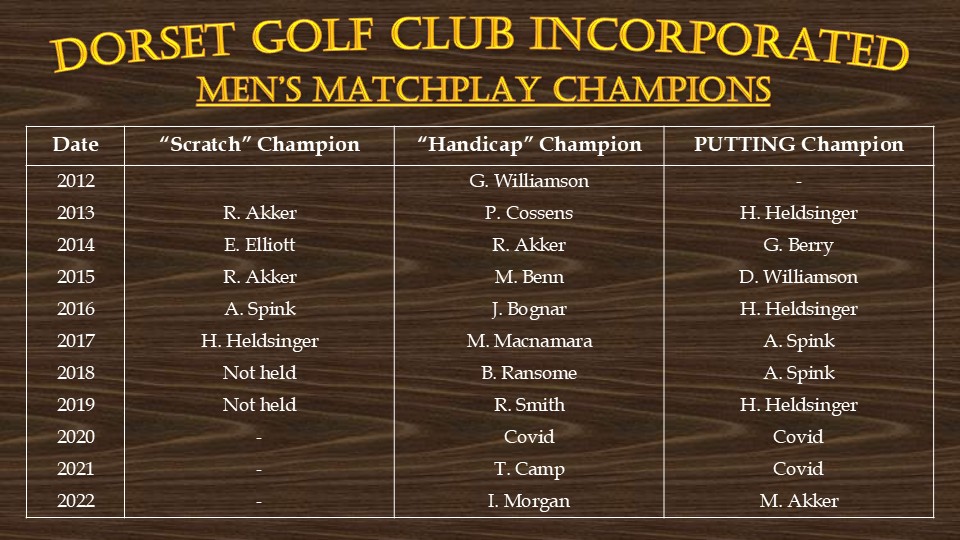 DORSET GOLF CLUB INCORPORATED
MEN’S MATCHPLAY CHAMPIONS
Date “Scratch” Champion “Handicap” Champion PUTTING Champion
2012 G. Williamson -
2013 R. Akker P. Cossens H. Heldsinger
2014 E. Elliott R. Akker G. Berry
2015 R. Akker M. Benn D. Williamson
2016 A. Spink J. Bognar H. Heldsinger
2017 H. Heldsinger M. Macnamara A. Spink
2018 Not held B. Ransome A. Spink
2019 Not held R. Smith H. Heldsinger
2020 - Covid Covid
2021 - T. Camp Covid
2022 - I. Morgan M. Akker